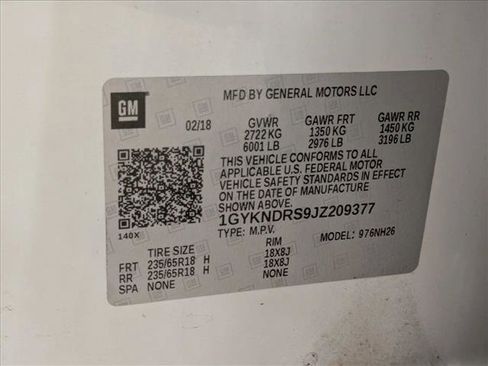 GM
MFD BY GENERAL MOTORS LLC
02/18 GVWR GAWR FRT GAWR RR
2722 KG 1350 KG 1450 KG
6001 LB 2976 LB 3196 LB
THIS VEHICLE CONFORMS TO ALL
APPLICABLE U.S. FEDERAL MOTOR
VEHICLE SAFETY STANDARDS IN EFFECT
ON THE DATE OF MANUFACTURE
SHOWN ABOVE.
1GYKNDRS9JZ209377
140X TYPE: M.P.V. MODEL: 976NH26
TIRE SIZE RIM
FRT 235/65R18 H 18X8J
RR 235/65R18 H 18X8J
SPA NONE NONE